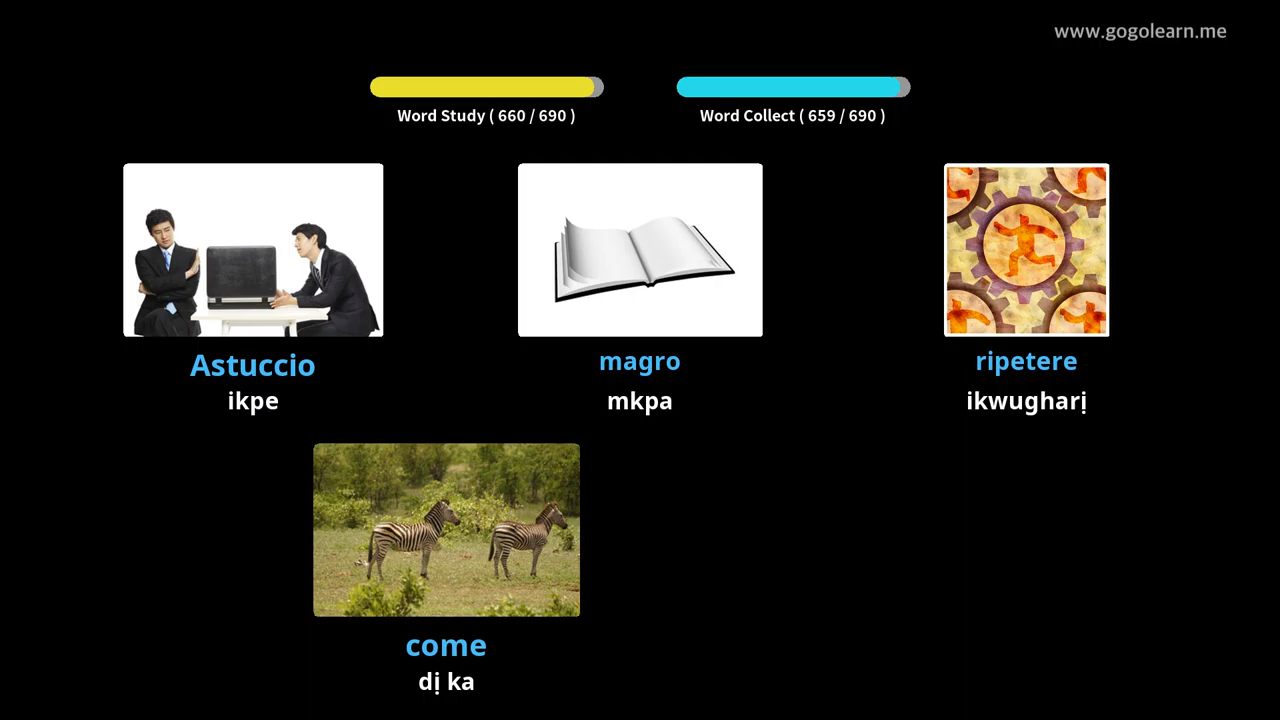 www.gogolearn.me
Word Study ( 660 / 690 )
Word Collect ( 659 / 690 )
Astuccio
ikpe
magro
mkpa
ripetere
ikwugharị
come
dị ka